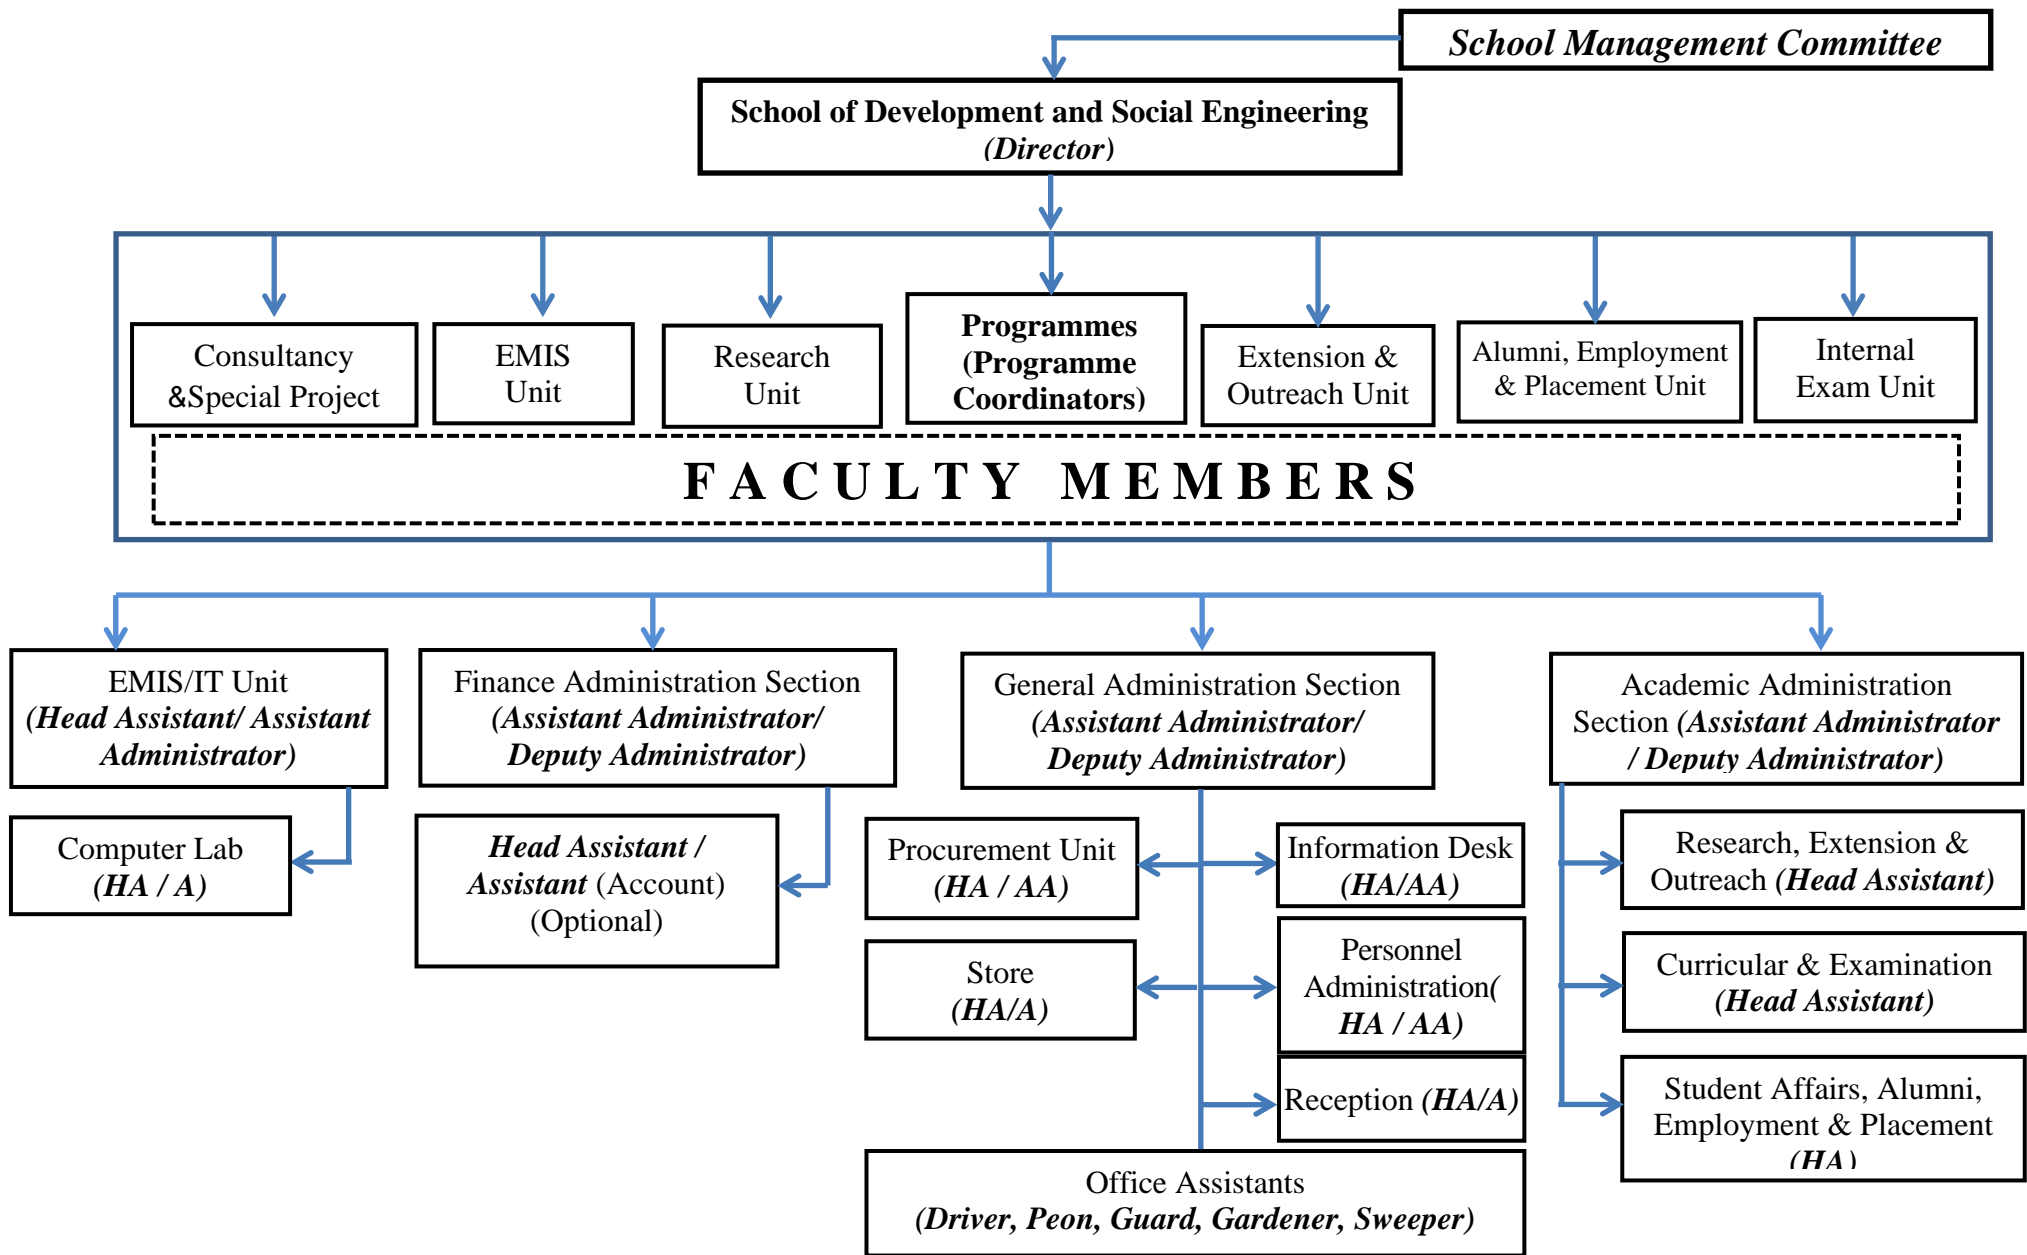 School Management Committee
School of Development and Social Engineering
(Director)
Consultancy
&Special Project
EMIS
Unit
Research
Unit
Programmes
(Programme
Coordinators)
Extension &
Outreach Unit
Alumni, Employment
& Placement Unit
Internal
Exam Unit
FACULTY MEMBERS
EMIS/IT Unit
(Head Assistant/ Assistant
Administrator)
Finance Administration Section
(Assistant Administrator/
Deputy Administrator)
General Administration Section
(Assistant Administrator/
Deputy Administrator)
Academic Administration
Section (Assistant Administrator
/ Deputy Administrator)
Computer Lab
(HA / A)
Head Assistant /
Assistant (Account)
(Optional)
Procurement Unit
(HA / AA)
Information Desk
(HA/AA)
Research, Extension &
Outreach (Head Assistant)
Store
(HA/A)
Personnel
Administration(
HA / AA)
Curricular & Examination
(Head Assistant)
Reception (HA/A)
Student Affairs, Alumni,
Employment & Placement
(HA)
Office Assistants
(Driver, Peon, Guard, Gardener, Sweeper)